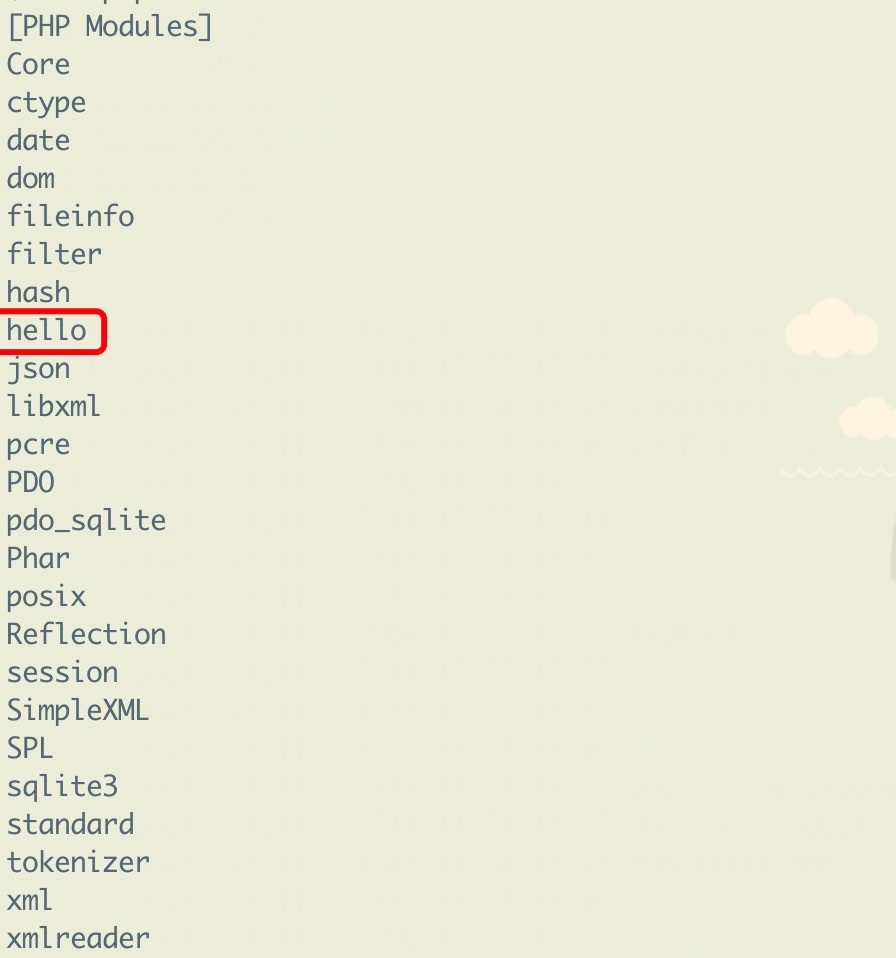 [PHP Modules]
Core
ctype
date
dom
fileinfo
filter
hash
hello
json
libxml
pcre
PDO
pdo_sqlite
Phar
posix
Reflection
session
SimpleXML
SPL
sqlite3
standard
tokenizer
xml
xmlreader